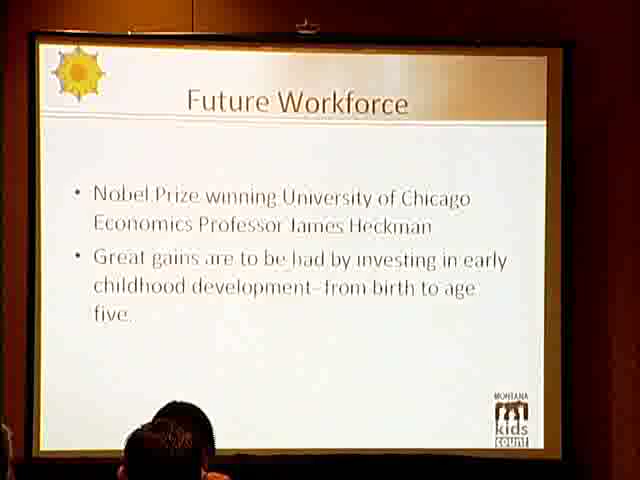 Future Workforce
• Nobel Prize winning University of Chicago
Economics Professor James Heckman
• Great gains are to be had by investing in early
childhood development-from birth to age
five.
MONTANA
kids
count